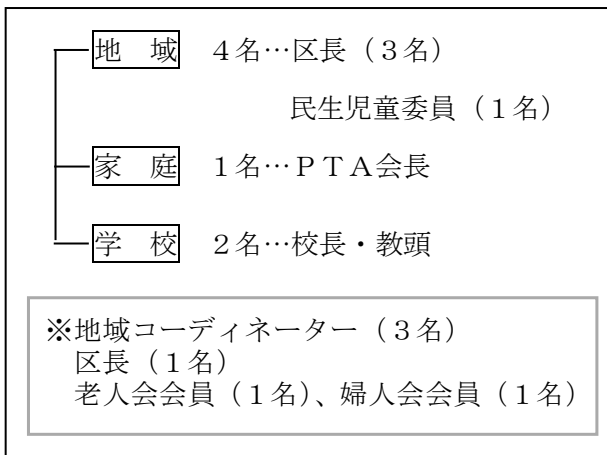 地　域　４名…区長（３名）
民生児童委員（１名）
家　庭　１名…ＰＴＡ会長
学　校　２名…校長・教頭
※地域コーディネーター（３名）
区長（１名）
老人会会員（１名）、婦人会会員（１名）